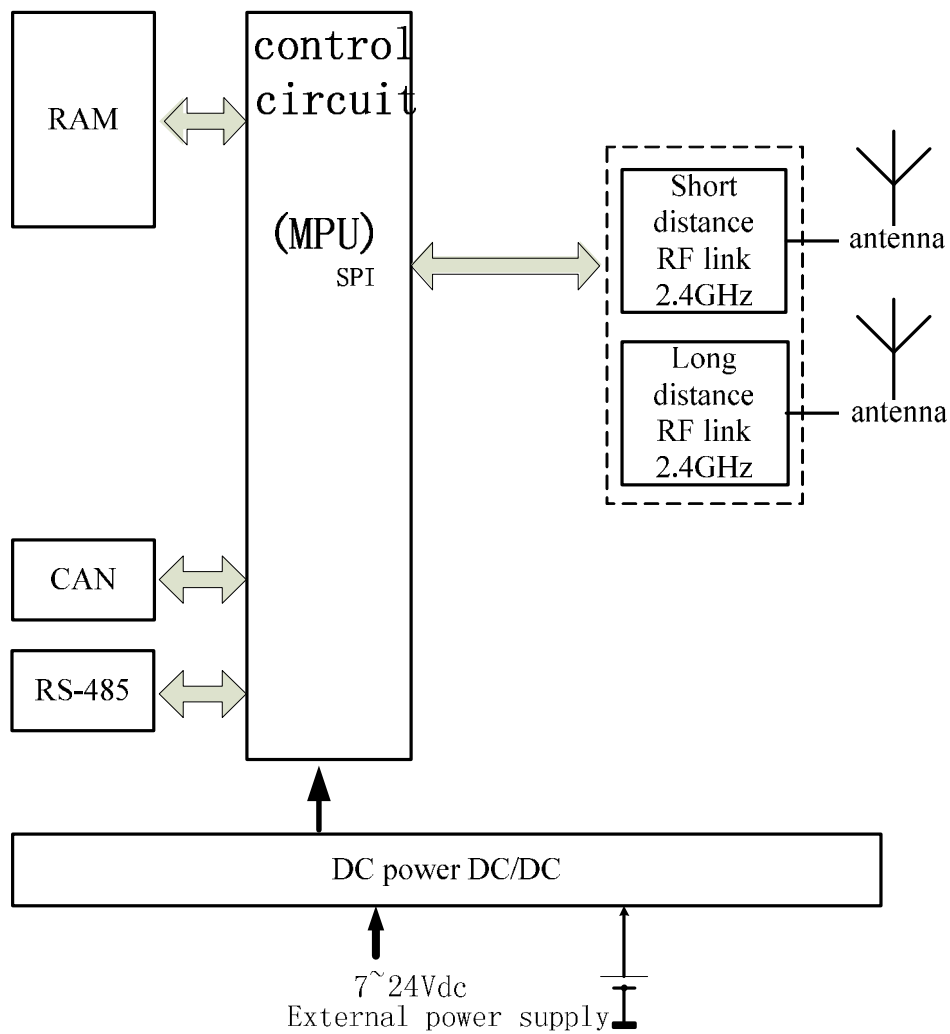 control
circuit
RAM
(MPU)
SPI
Short
distance
RF link
2.4GHz
antenna
Long
distance
RF link
2.4GHz
antenna
CAN
RS-485
DC power DC/DC
7~24Vdc
External power supply